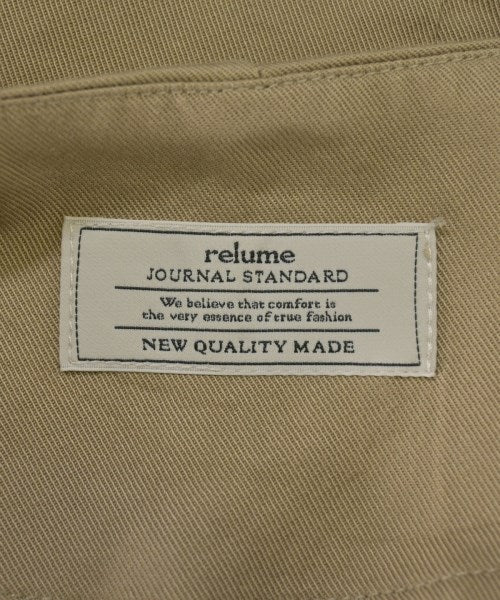 relume
JOURNAL STANDARD
We believe that comfort is
the very essence of true fashion
NEW QUALITY MADE